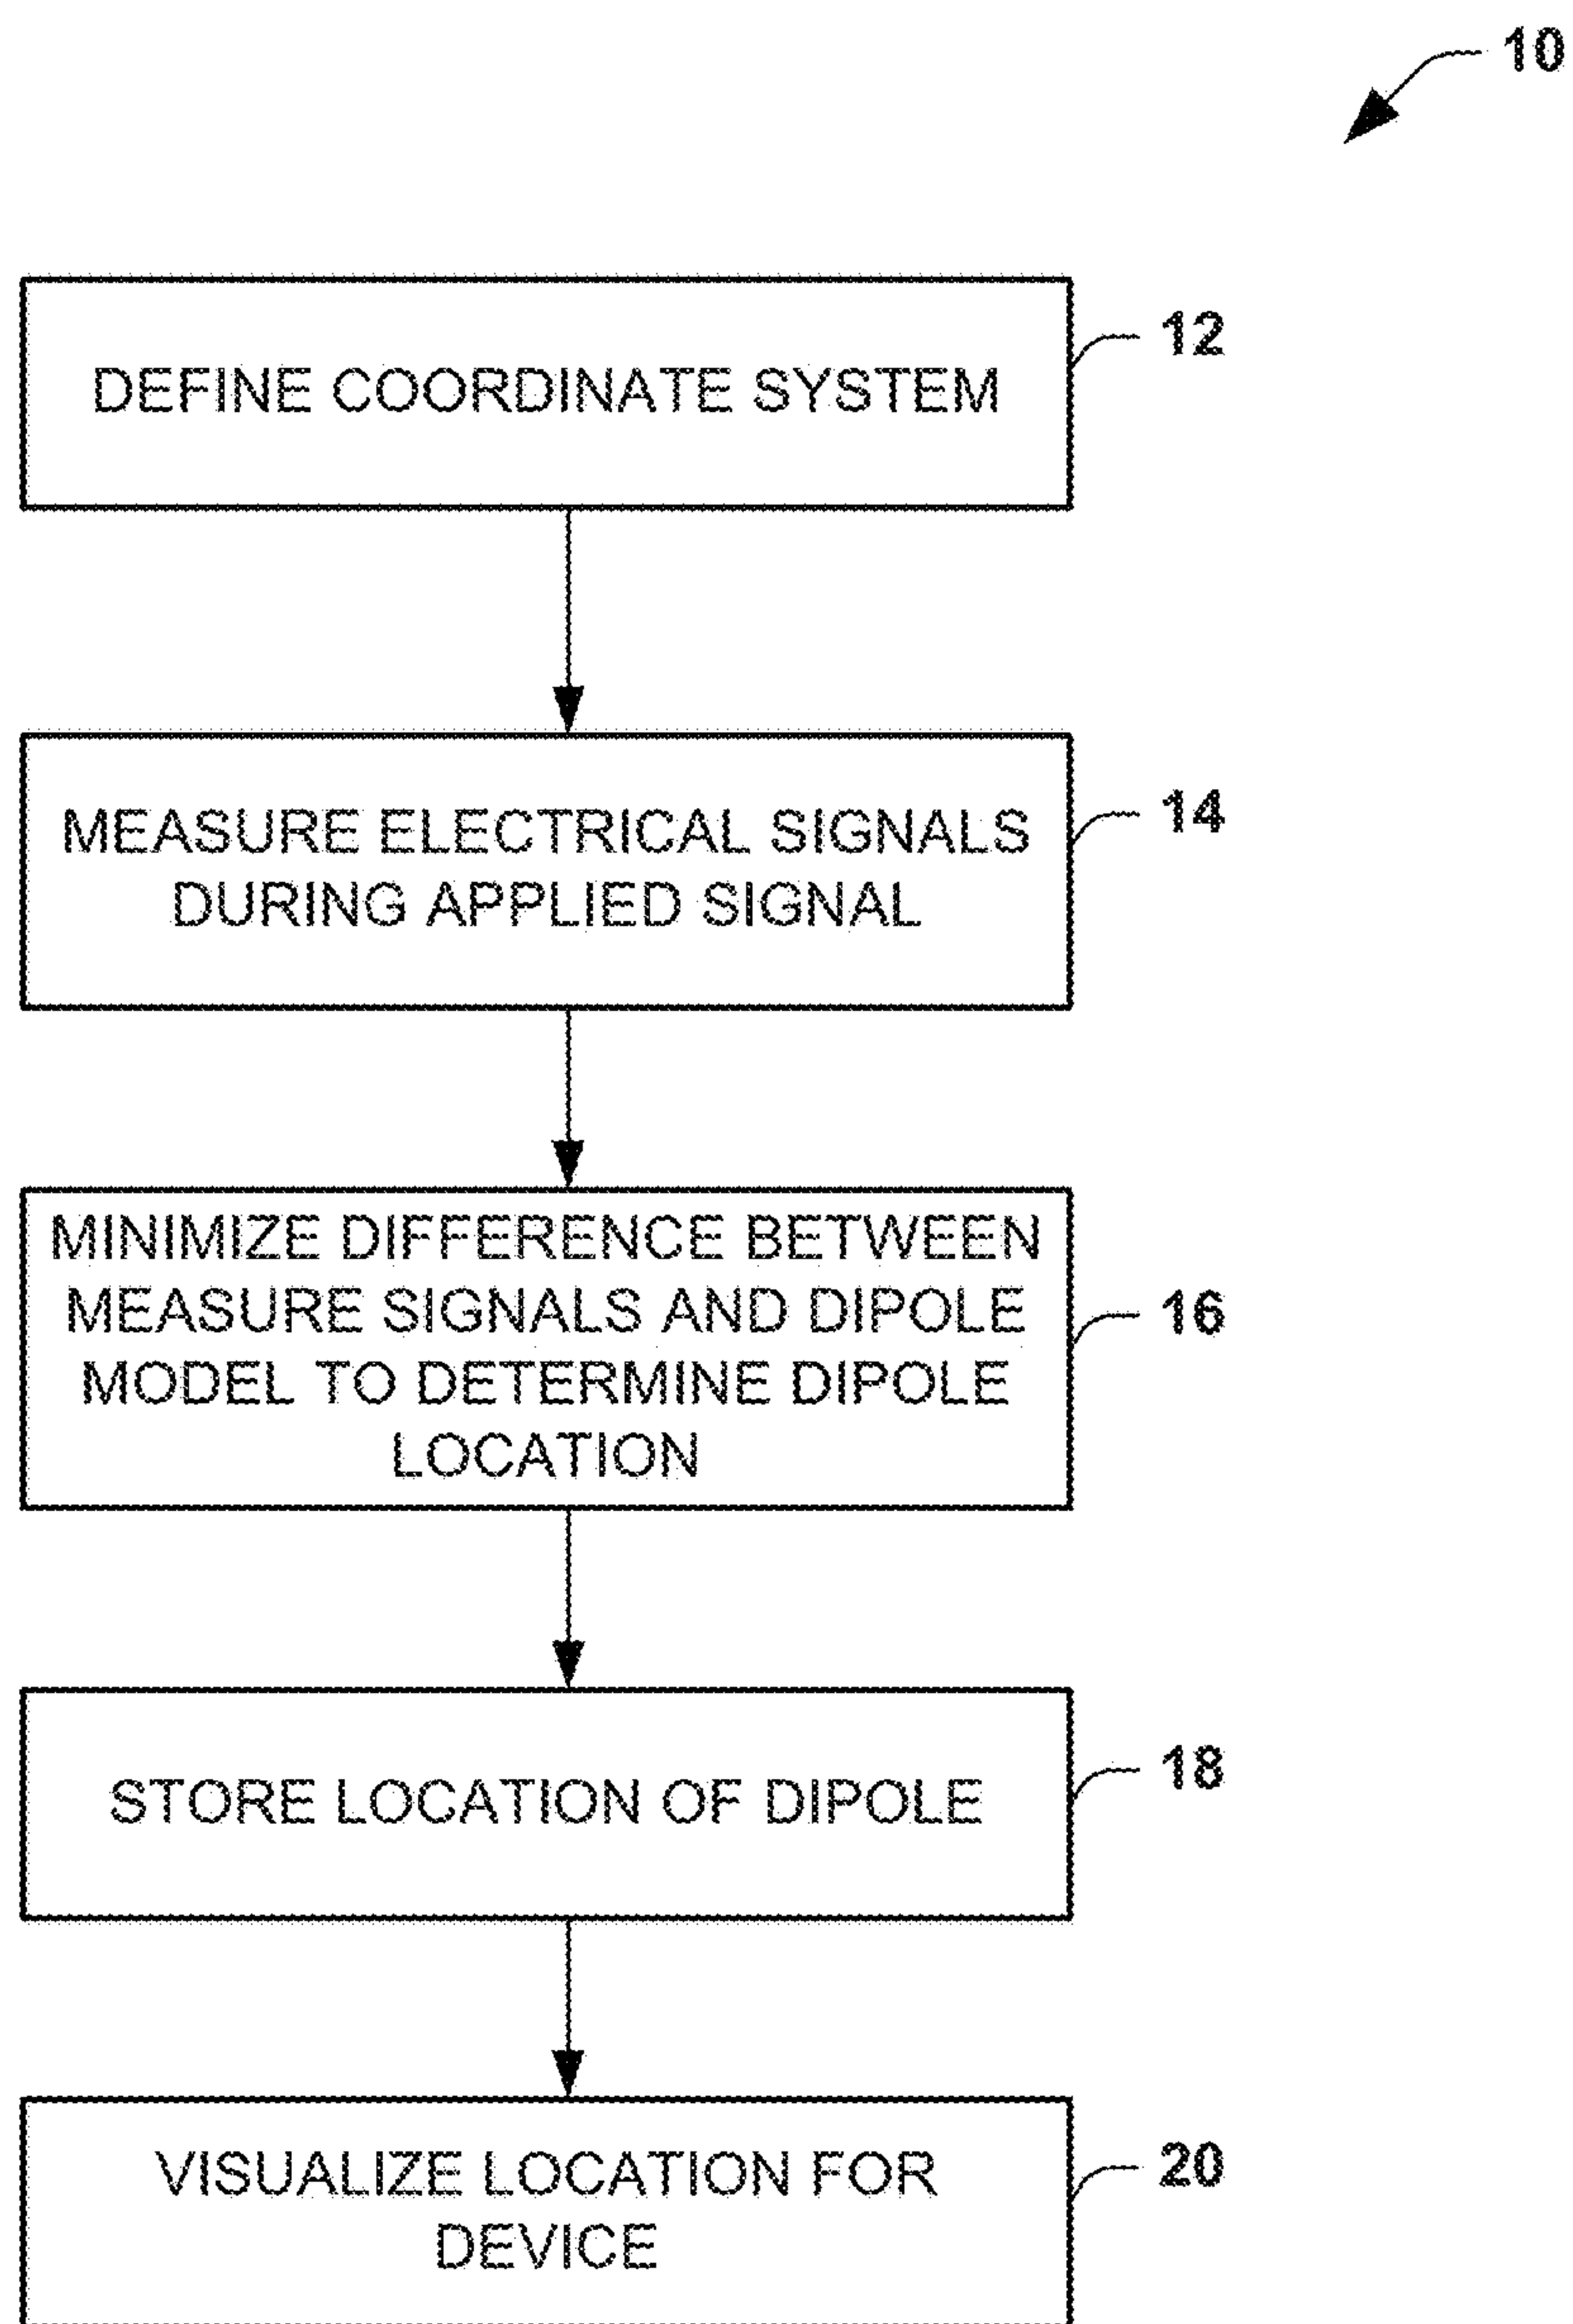 10
DEFINE COORDINATE SYSTEM
12
MEASURE ELECTRICAL SIGNALS
DURING APPLIED SIGNAL
14
MINIMIZE DIFFERENCE BETWEEN
MEASURE SIGNALS AND DIPOLE
MODEL TO DETERMINE DIPOLE
LOCATION
16
STORE LOCATION OF DIPOLE
18
VISUALIZE LOCATION FOR
DEVICE
20